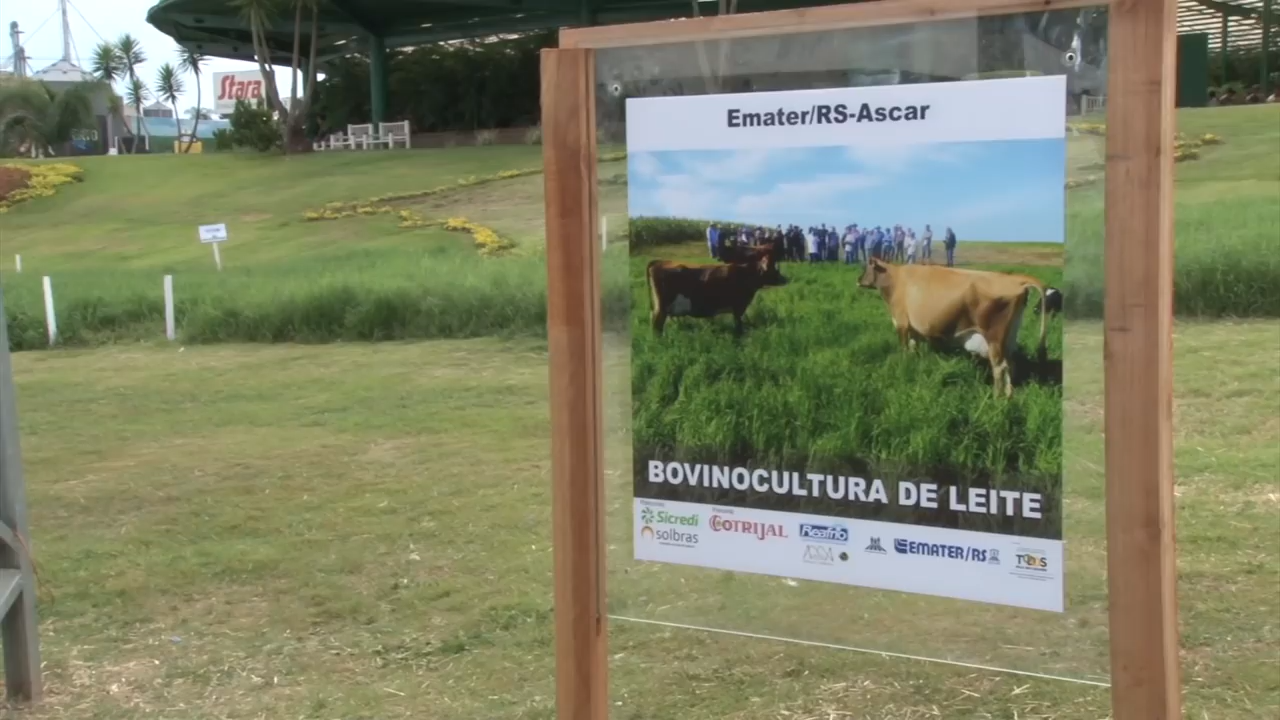 Stara
Emater/RS-Ascar
BOVINOCULTURA DE LEITE
Sicredi
COTRIJAL
solbras
EMATER/RS